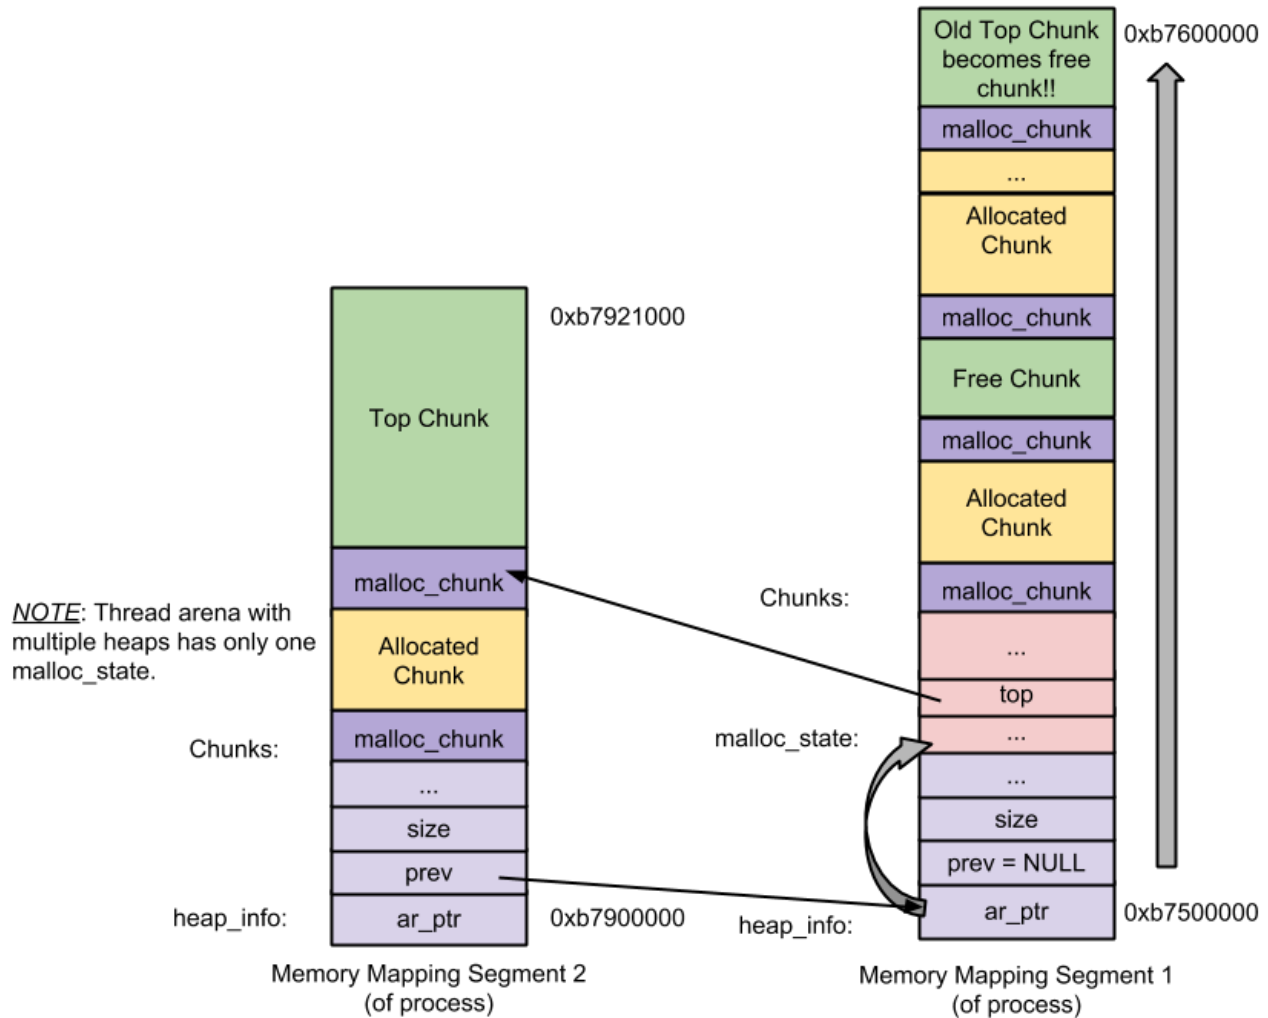 Old Top Chunk
becomes free
chunk!!
0xb7600000
malloc_chunk
...
Allocated
Chunk
malloc_chunk
Free Chunk
malloc_chunk
Allocated
Chunk
Chunks:
malloc_chunk
...
top
malloc_state:
...
...
size
prev = NULL
heap_info:
ar_ptr
0xb7500000
Memory Mapping Segment 1
(of process)
0xb7921000
Top Chunk
malloc_chunk
NOTE: Thread arena with
multiple heaps has only one
malloc_state.
Allocated
Chunk
Chunks:
malloc_chunk
...
size
prev
heap_info:
ar_ptr
0xb7900000
Memory Mapping Segment 2
(of process)